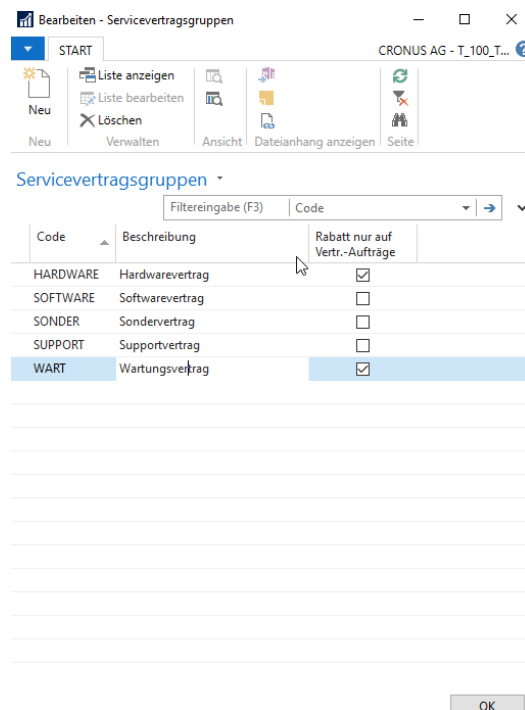 Bearbeiten - Servicevertragsgruppen
START
CRONUS AG - T_100_T...
Neu
Liste anzeigen
Liste bearbeiten
Löschen
Neu Verwalten Ansicht Dateianhang anzeigen Seite
Servicevertragsgruppen
Filtereingabe (F3) Code
Code Beschreibung Rabatt nur auf
Vertr.-Aufträge
HARDWARE Hardwarevertrag
SOFTWARE Softwarevertrag
SONDER Sondervertrag
SUPPORT Supportvertrag
WART Wartungsvertrag
OK